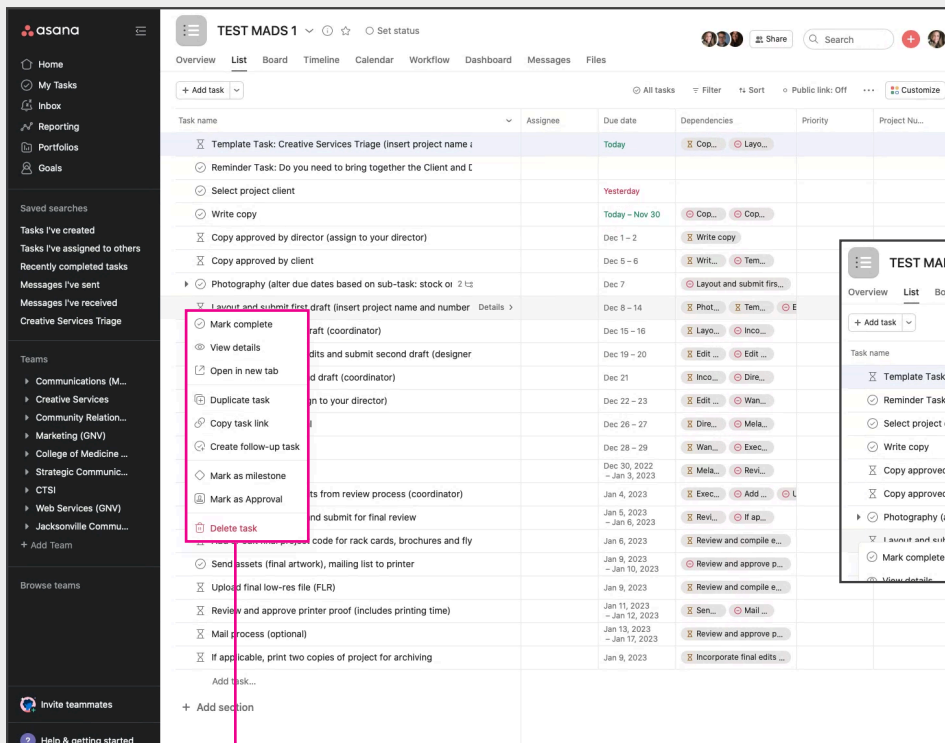 asana
Home
My Tasks
Inbox
Reporting
Portfolios
Goals
Saved searches
Tasks I've created
Tasks I've assigned to others
Recently completed tasks
Messages I've sent
Messages I've received
Creative Services Triage
Teams
Communications (M...
Creative Services
Community Relation...
Marketing (GNV)
College of Medicine ...
Strategic Communic...
CTSI
Web Services (GNV)
Jacksonville Commu...
+ Add Team
Browse teams
Invite teammates
? Help & getting started
TEST MADS 1 Set status
Share Search
Overview List Board Timeline Calendar Workflow Dashboard Messages Files
+ Add task All tasks Filter Sort Public link: Off ... Customize
Task name Assignee Due date Dependencies Priority Project Nu...
Template Task: Creative Services Triage (insert project name Today Cop... Layo...
Reminder Task: Do you need to bring together the Client and
Select project client Yesterday
Write copy Today – Nov 30 Cop... Cop...
Copy approved by director (assign to your director) Dec 1 – 2 Write copy
Copy approved by client Dec 5 – 6 Writ... Tem...
Photography (alter due dates based on sub-task: stock or 2 Dec 7 Layout and submit firs...
Layout and submit first draft (insert project name and number Details > Dec 8 – 14 Phot... Tem... E
Mark complete raft (coordinator) Dec 15 – 16 Layo... Inco...
View details dits and submit second draft (designer Dec 19 – 20 Edit ... Edit ...
Open in new tab d draft (coordinator) Dec 21 Inco... Dire...
Duplicate task gn to your director) Dec 22 – 23 Edit ... Wan...
Copy task link Dec 26 – 27 Dire... Mela...
Create follow-up task Dec 28 – 29 Wan... Exec...
Mark as milestone Dec 30, 2022 – Jan 3, 2023 Mela... Revi...
Mark as Approval ts from review process (coordinator) Jan 4, 2023 Exec... Add ...
Delete task nd submit for final review Jan 5, 2023 – Jan 6, 2023 Revi... If ap...
code for rack cards, brochures and fly Jan 6, 2023 Review and compile e...
Send assets (final artwork), mailing list to printer Jan 9, 2023 – Jan 10, 2023 Review and approve p...
Upload final low-res file (FLR) Jan 9, 2023 Review and compile e...
Review and approve printer proof (includes printing time) Jan 11, 2023 – Jan 12, 2023 Sen... Mail ...
Mail process (optional) Jan 13, 2023 – Jan 17, 2023 Review and approve p...
If applicable, print two copies of project for archiving Jan 9, 2023 Incorporate final edits ...
Add task...
+ Add section
TEST MA
Overview List Bo
+ Add task
Task name
Template Task
Reminder Task
Select project
Write copy
Copy approved
Copy approved
Photography (a
Layout and sub
Mark complete
View details